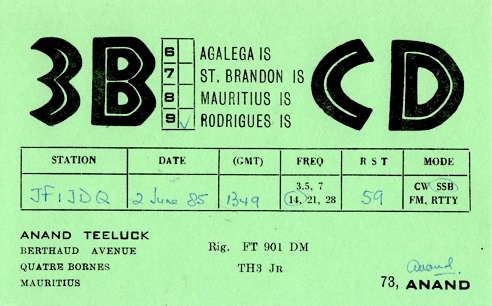 3B CD
6 AGALEGA IS
7 ST. BRANDON IS
8 MAURITIUS IS
9 ✓ RODRIGUES IS
STATION DATE (GMT) FREQ R S T MODE
JF1JDQ 2 June 85 1349 3.5, 7 14, 21, 28 59 CW SSB FM, RTTY
ANAND TEELUCK
BERTHAUD AVENUE
QUATRE BORNES
MAURITIUS
Rig. FT 901 DM
TH3 Jr
Anand
73, ANAND